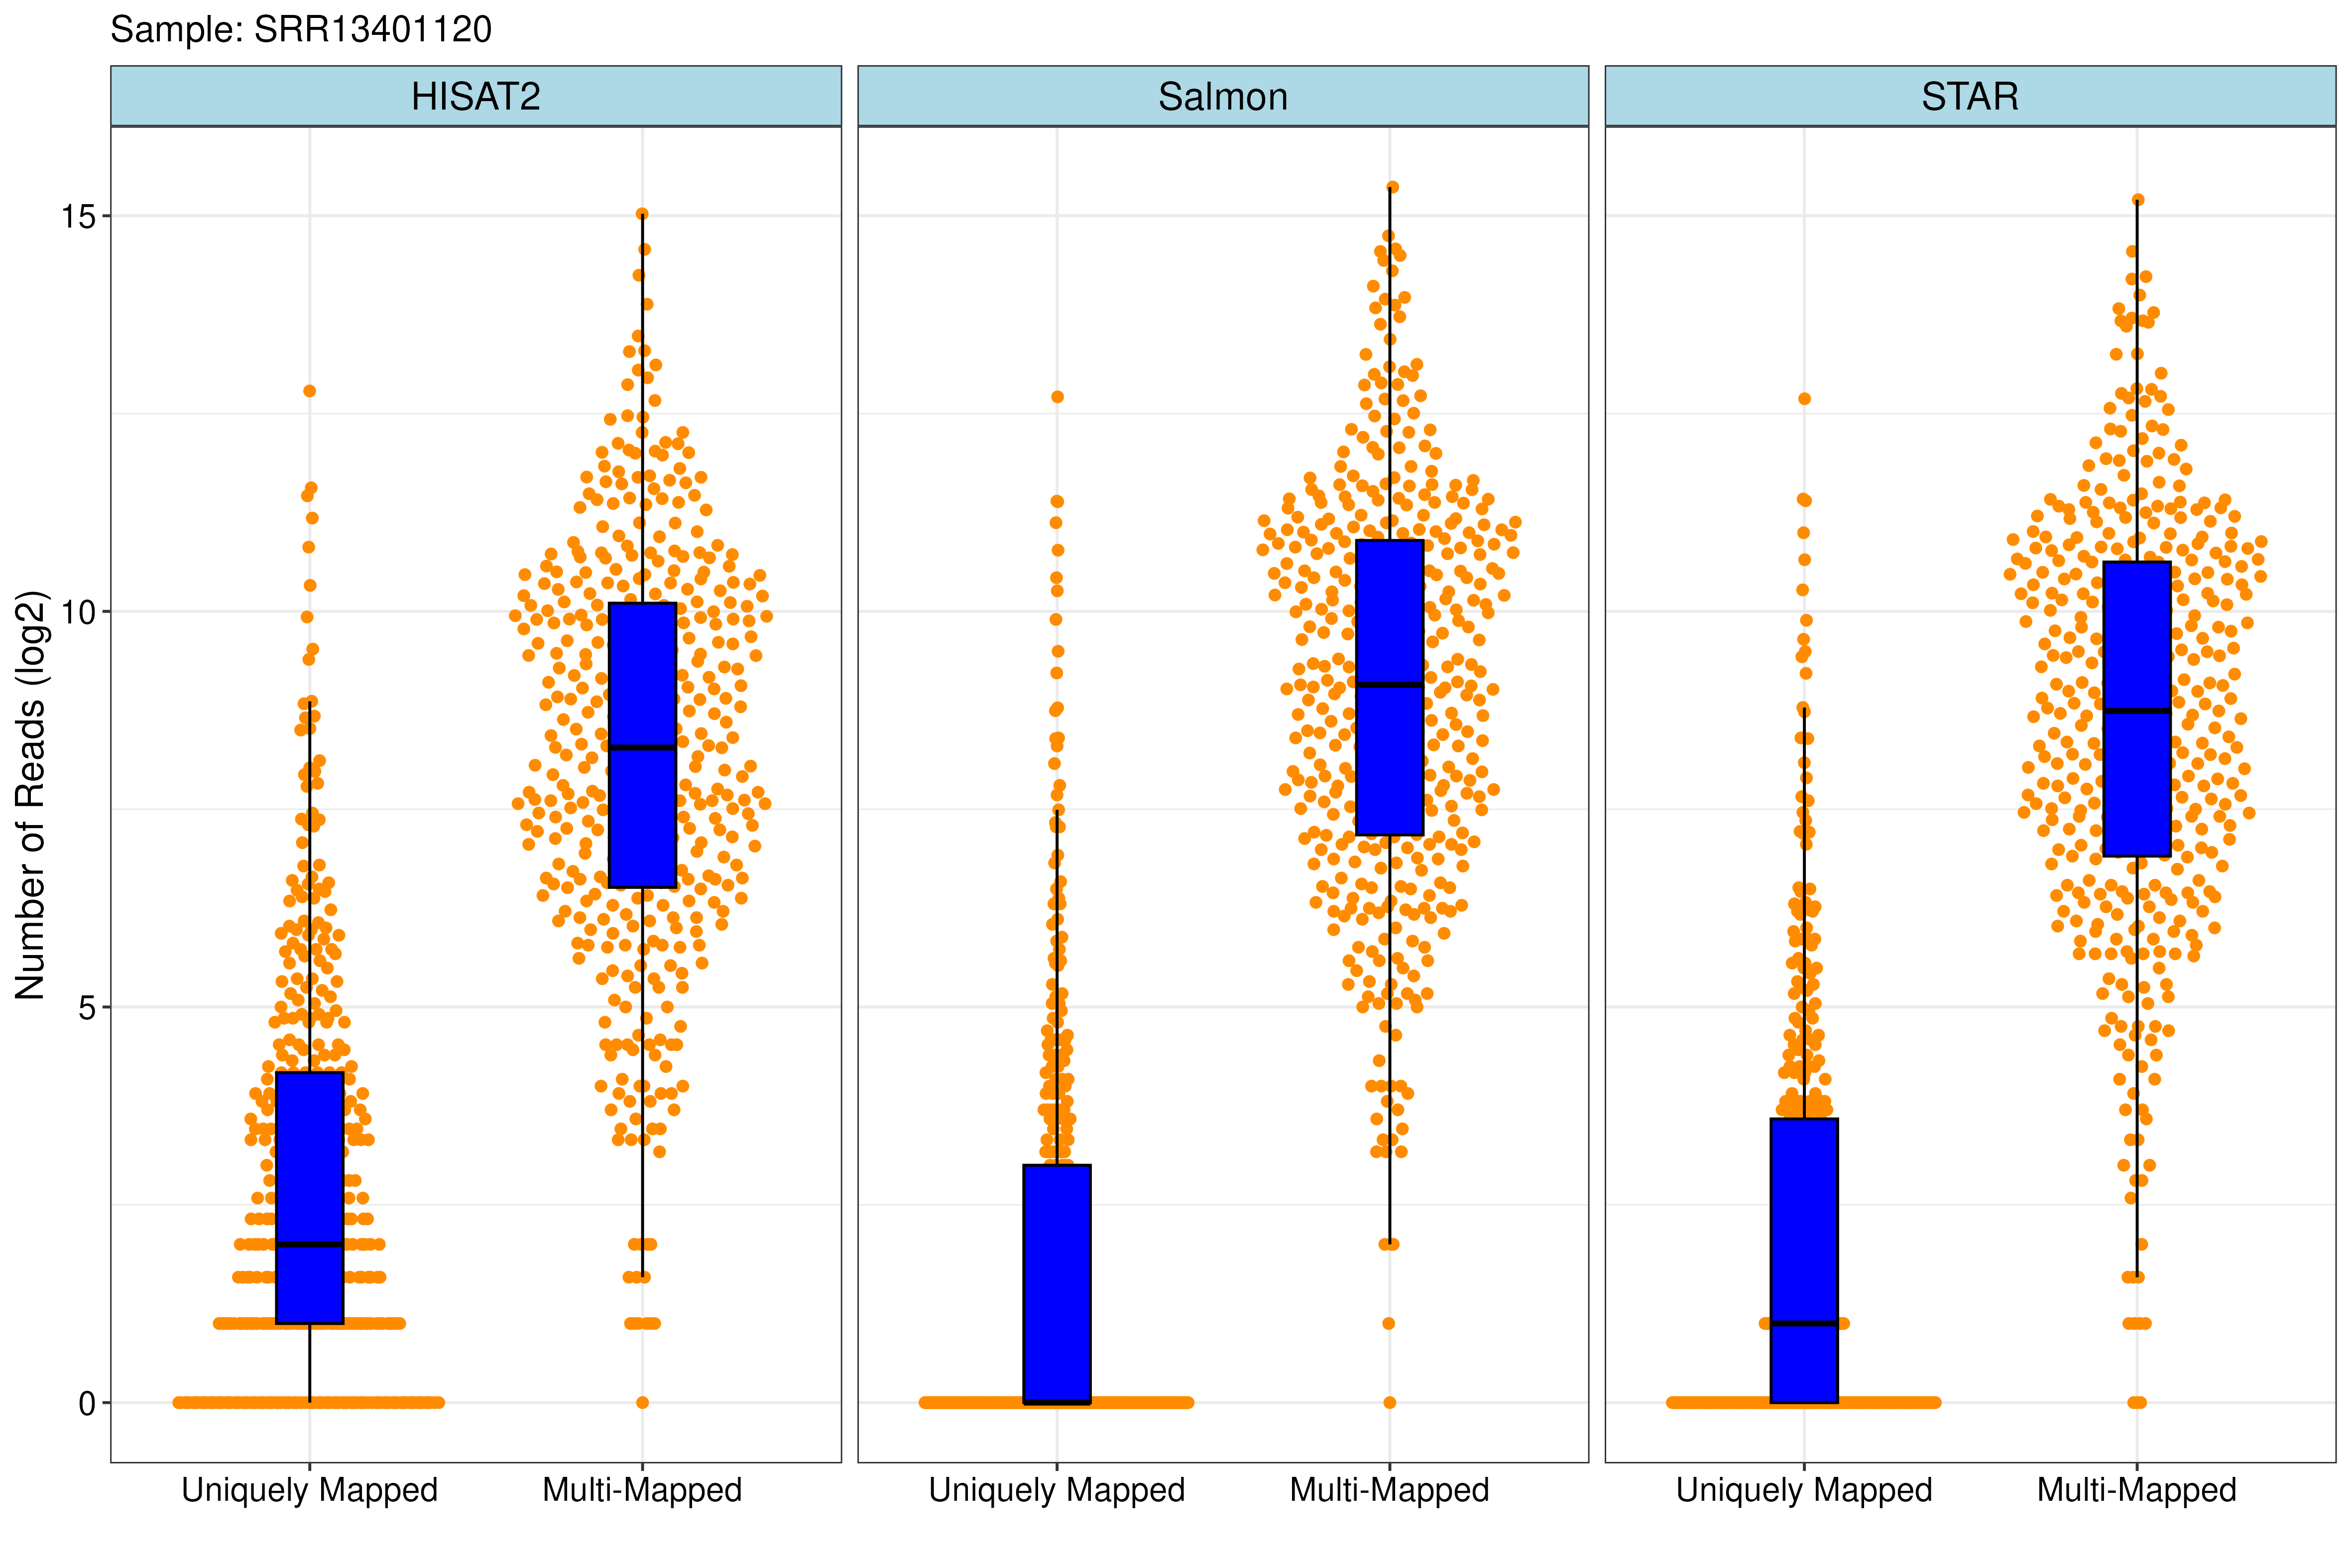 Sample: SRR13401120
HISAT2
Salmon
STAR
Number of Reads (log2)
15
10
5
0
Uniquely Mapped
Multi-Mapped
Uniquely Mapped
Multi-Mapped
Uniquely Mapped
Multi-Mapped